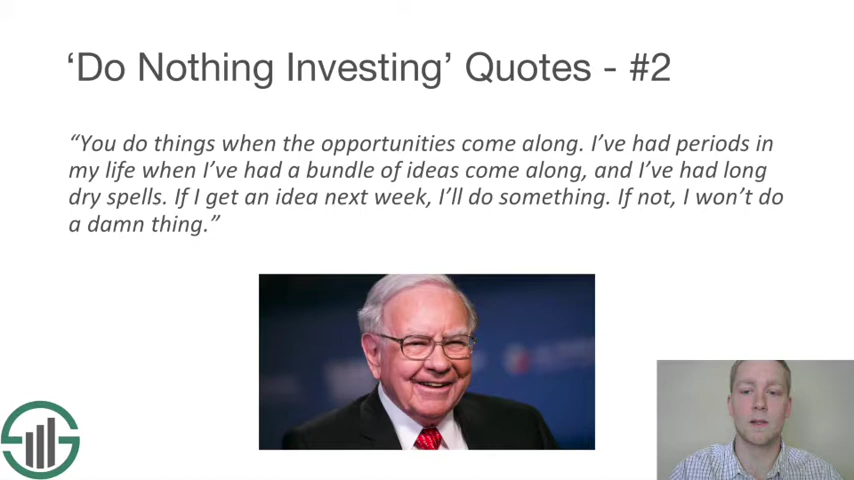 ‘Do Nothing Investing’ Quotes - #2
“You do things when the opportunities come along. I’ve had periods in
my life when I’ve had a bundle of ideas come along, and I’ve had long
dry spells. If I get an idea next week, I’ll do something. If not, I won’t do
a damn thing.”